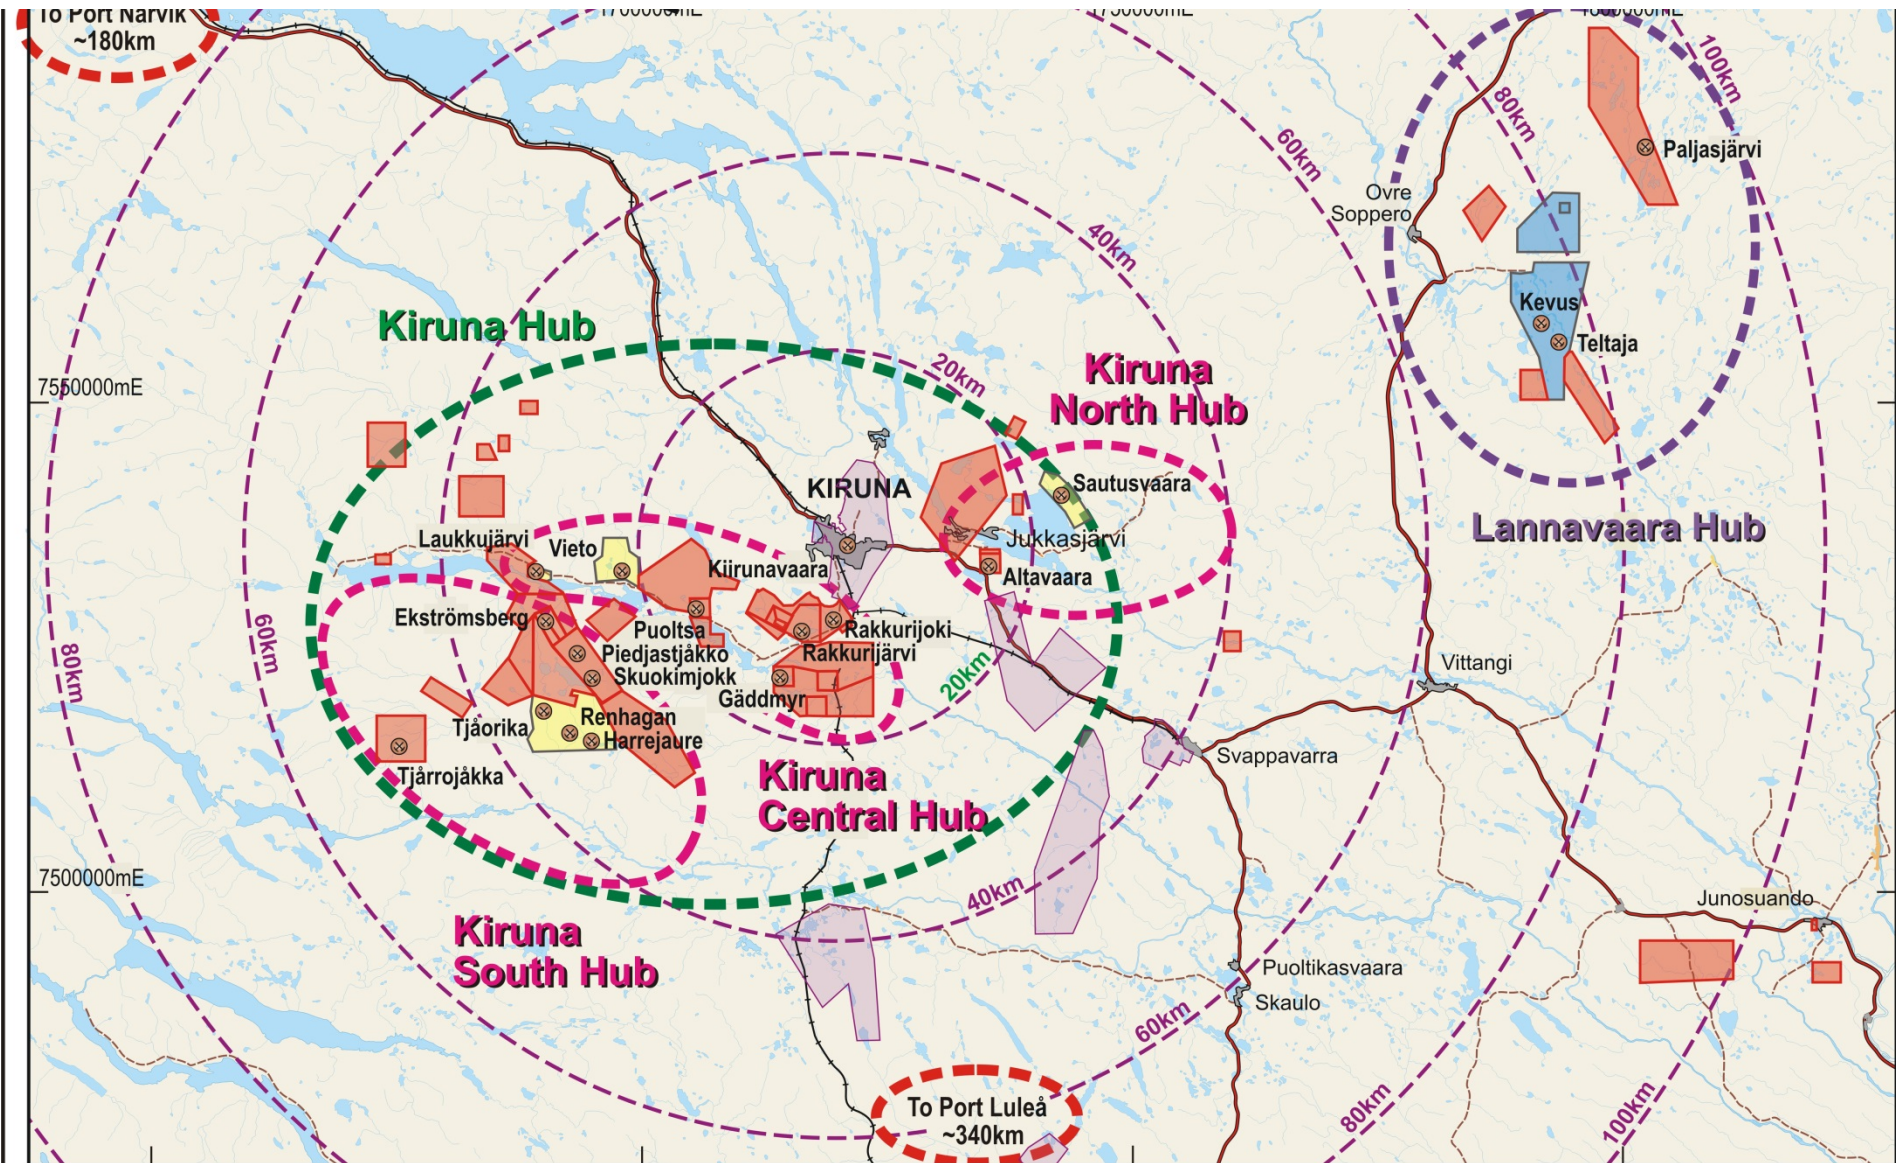 To Port Narvik
~180km
1700000mE
1750000mE
1800000mE
100km
80km
60km
Paljasjärvi
Ovre
Soppero
40km
Kevus
Teltaja
Kiruna Hub
20km
Kiruna
North Hub
7550000mE
KIRUNA
Sautusvaara
Lannavaara Hub
Laukkujärvi
Vieto
Jukkasjärvi
Kiirunavaara
Altavaara
Ekströmsberg
Puoltsa
Rakkurijoki
Piedjastjåkko
Rakkurijärvi
Skuokimjokk
60km
80km
20km
Vittangi
Gäddmyr
Tjåorika
Renhagan
Harrejaure
Svappavarra
Tjårrojåkka
Kiruna
Central Hub
7500000mE
40km
Junosuando
Kiruna
South Hub
Puoltikasvaara
Skaulo
60km
To Port Luleå
~340km
80km
100km